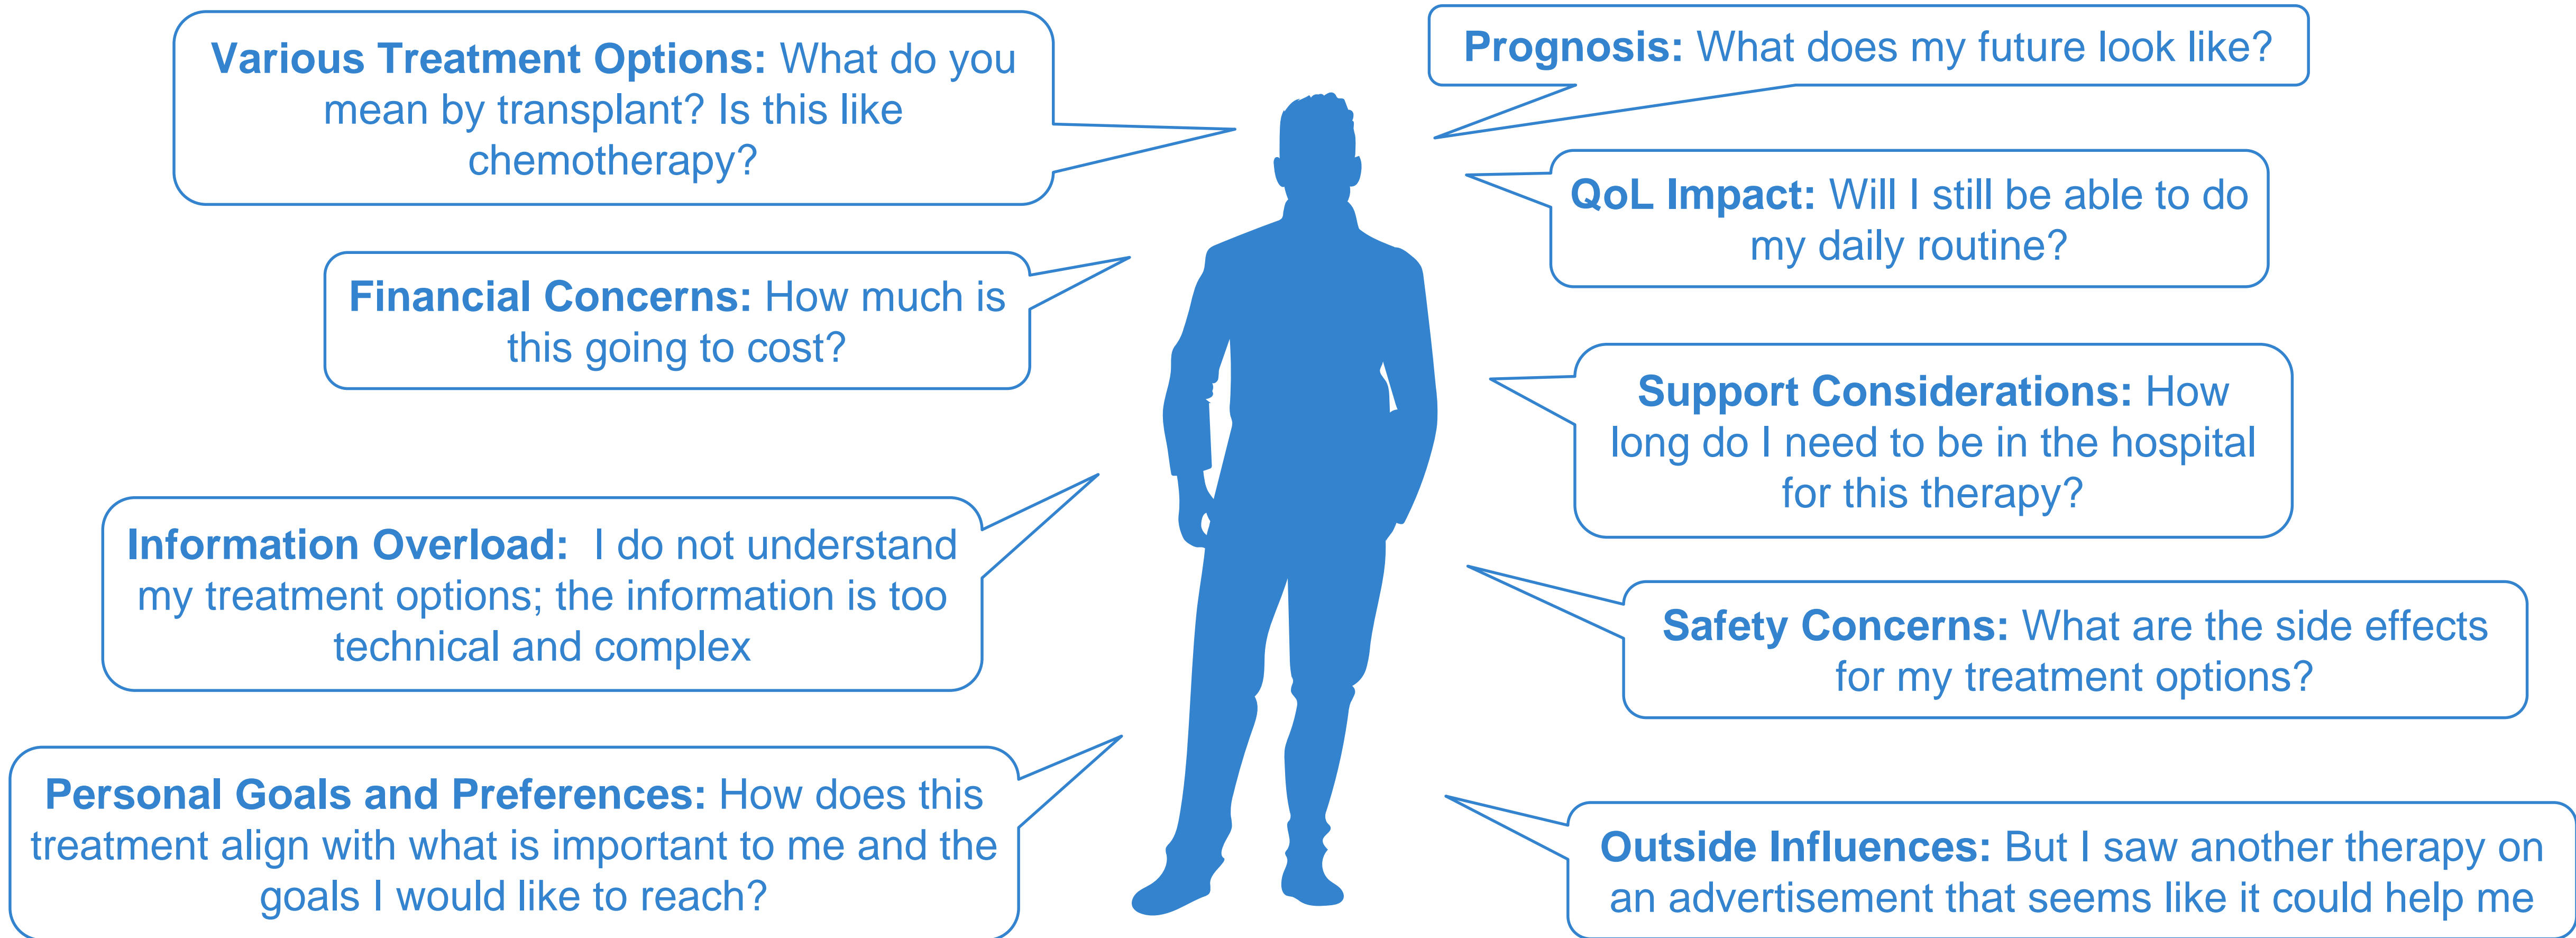 Various Treatment Options: What do you
mean by transplant? Is this like
chemotherapy?
Financial Concerns: How much is
this going to cost?
Information Overload:  I do not understand
my treatment options; the information is too
technical and complex
Personal Goals and Preferences: How does this
treatment align with what is important to me and the
goals I would like to reach?
Prognosis: What does my future look like?
QoL Impact: Will I still be able to do
my daily routine?
Support Considerations: How
long do I need to be in the hospital
for this therapy?
Safety Concerns: What are the side effects
for my treatment options?
Outside Influences: But I saw another therapy on
an advertisement that seems like it could help me